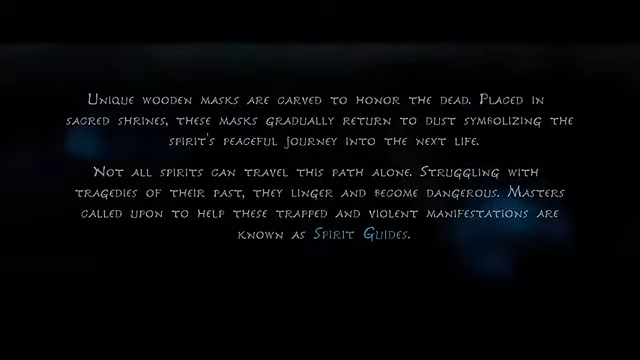 Unique wooden masks are carved to honor the dead. Placed in
sacred shrines, these masks gradually return to dust symbolizing the
spirit's peaceful journey into the next life.
Not all spirits can travel this path alone. Struggling with
tragedies of their past, they linger and become dangerous. Masters
called upon to help these trapped and violent manifestations are
known as Spirit Guides.